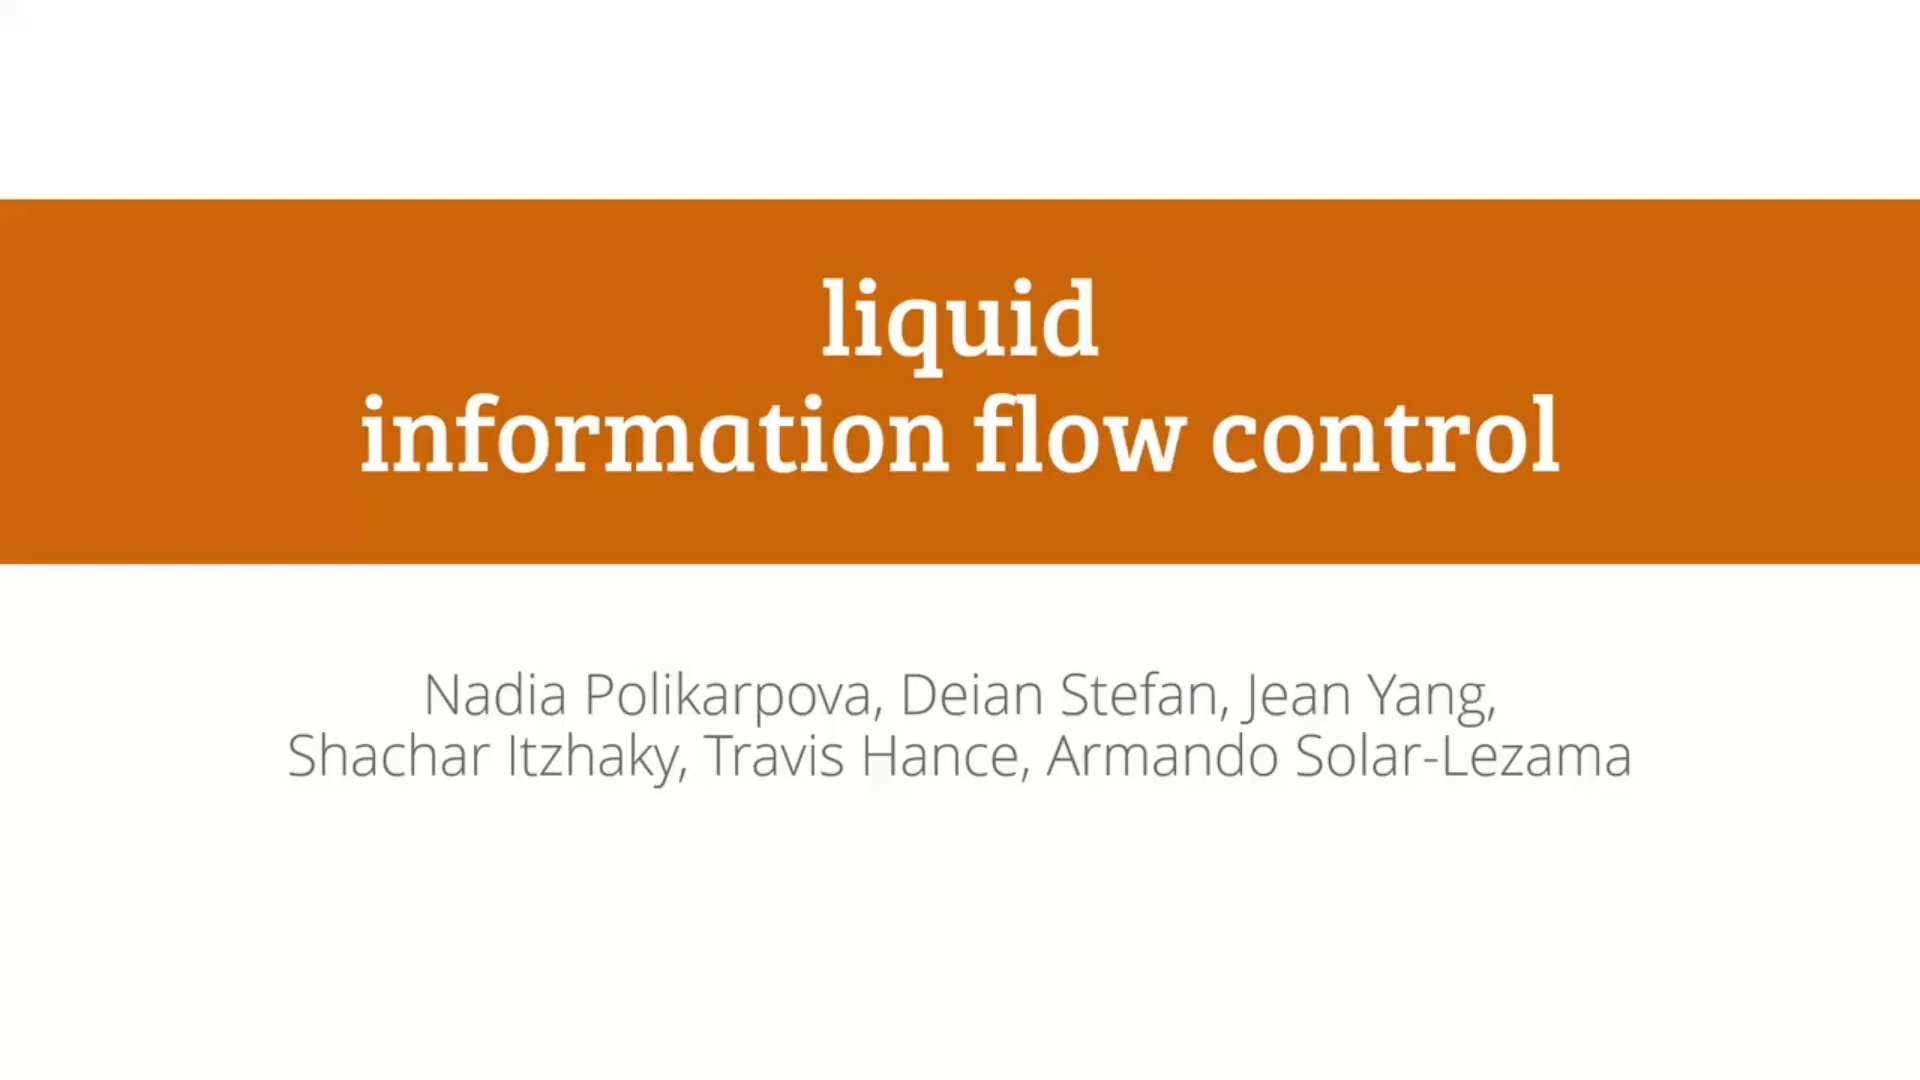 liquid
information flow control
Nadia Polikarpova, Deian Stefan, Jean Yang,
Shachar Itzhaky, Travis Hance, Armando Solar-Lezama